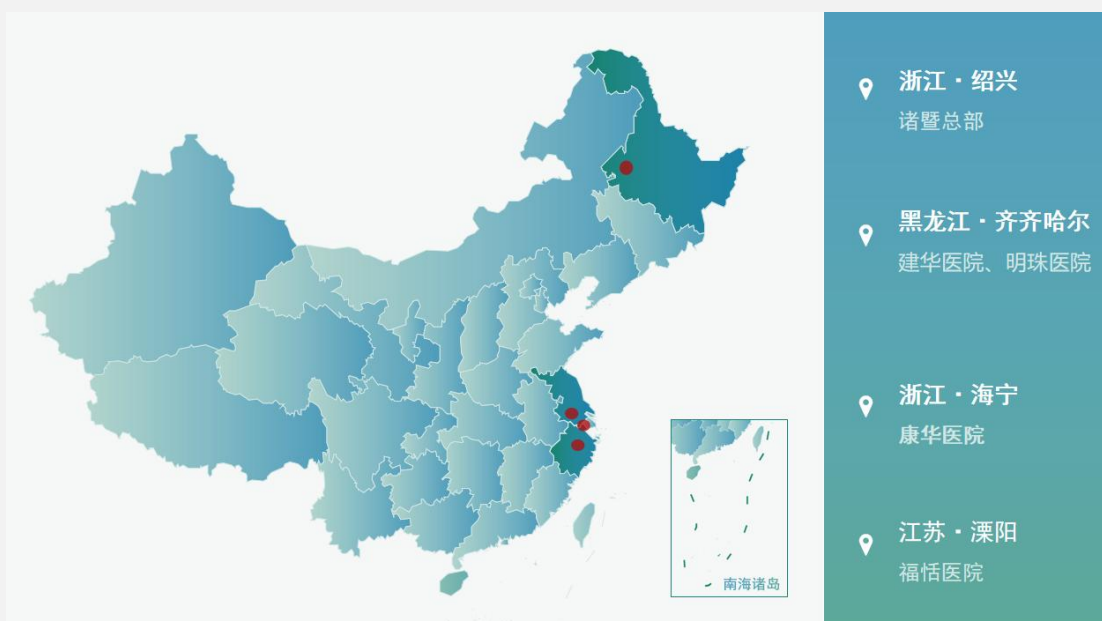 浙江·绍兴
诸暨总部
黑龙江·齐齐哈尔
建华医院、明珠医院
浙江·海宁
康华医院
江苏·溧阳
福恬医院
南海诸岛